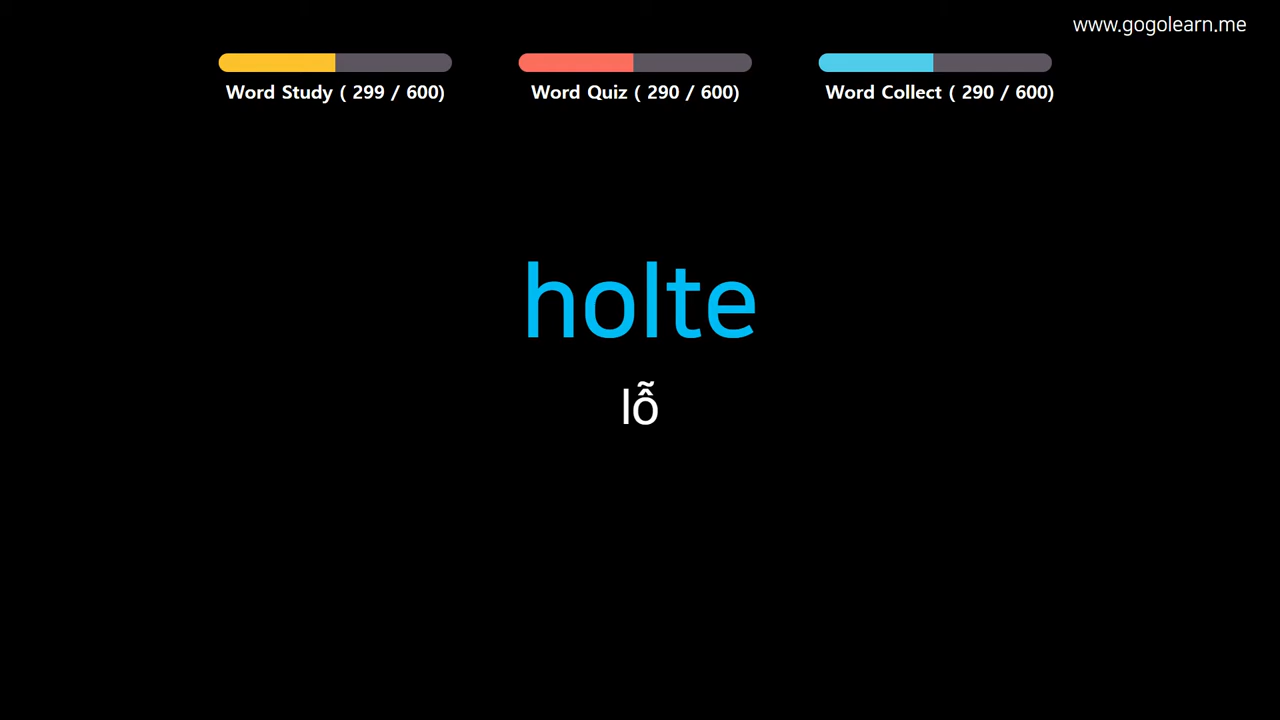 www.gogolearn.me
Word Study ( 299 / 600)
Word Quiz ( 290 / 600)
Word Collect ( 290 / 600)
holte
lỗ